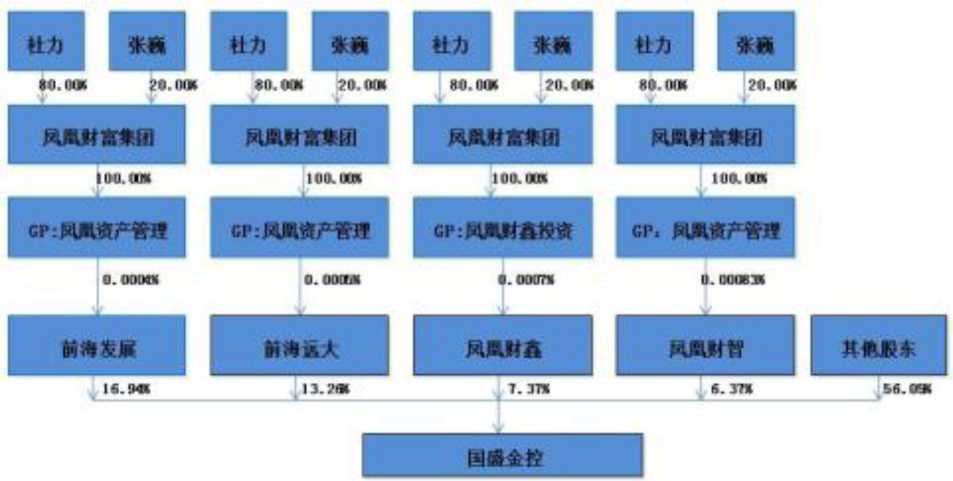 杜力 张巍 杜力 张巍 杜力 张巍 杜力 张巍
80.00% 20.00% 80.00% 20.00% 80.00% 20.00% 80.00% 20.00%
凤凰财富集团 凤凰财富集团 凤凰财富集团 凤凰财富集团
100.00% 100.00% 100.00% 100.00%
GP:凤凰资产管理 GP:凤凰资产管理 GP:凤凰财鑫投资 GP：凤凰资产管理
0.0004% 0.0005% 0.0007% 0.00083%
前海发展 前海远大 凤凰财鑫 凤凰财智 其他股东
16.94% 13.26% 7.37% 6.37% 56.09%
国盛金控